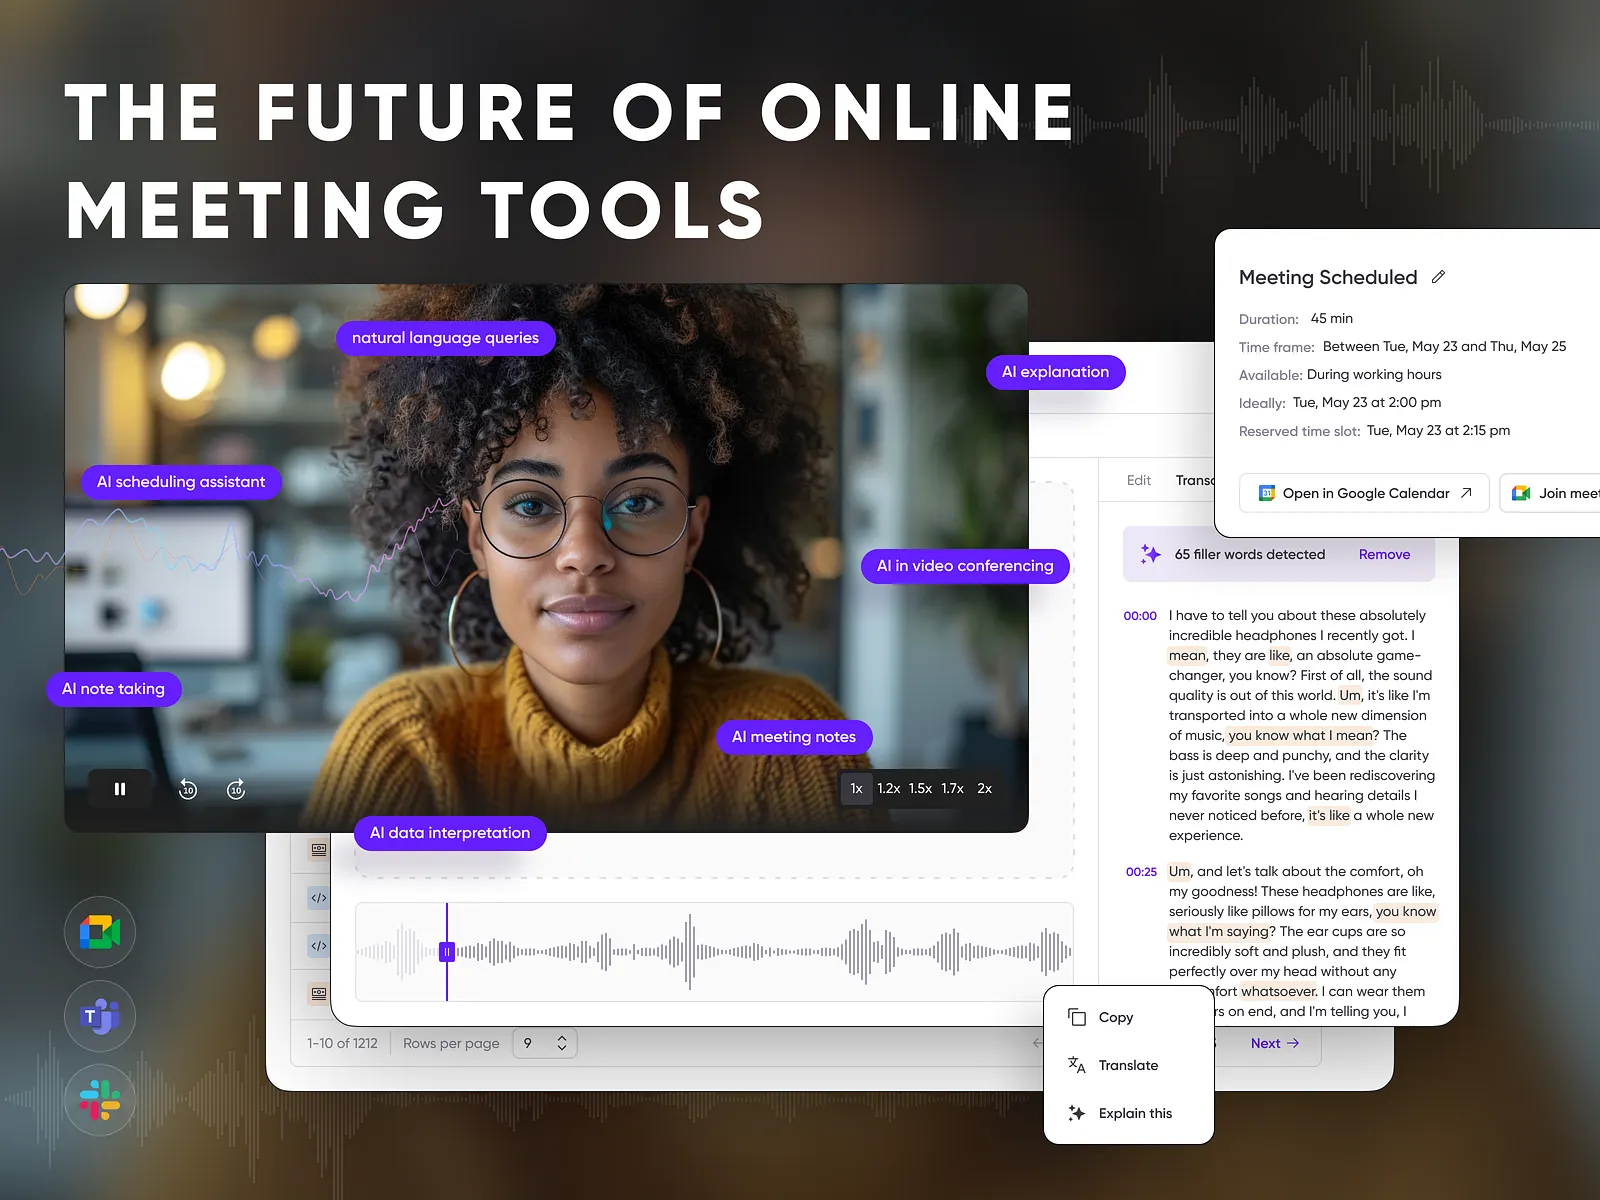 THE FUTURE OF ONLINE
MEETING TOOLS
natural language queries
AI explanation
AI scheduling assistant
AI in video conferencing
AI note taking
AI meeting notes
10
10
1x
1.2x
1.5x
1.7x
2x
AI data interpretation
Meeting Scheduled
Duration: 45 min
Time frame: Between Tue, May 23 and Thu, May 25
Available: During working hours
Ideally: Tue, May 23 at 2:00 pm
Reserved time slot: Tue, May 23 at 2:15 pm
31
Open in Google Calendar
Join
Edit
65 filler words detected
Remove
00:00
I have to tell you about these absolutely
incredible headphones I recently got. I
mean, they are like, an absolute game-
changer, you know? First of all, the sound
quality is out of this world. Um, it's like I'm
transported into a whole new dimension
of music, you know what I mean? The
bass is deep and punchy, and the clarity
is just astonishing. I've been rediscovering
my favorite songs and hearing details I
never noticed before, it's like a whole new
experience.
00:25
Um, and let's talk about the comfort, oh
my goodness! These headphones are like,
seriously like pillows for my ears, you know
what I'm saying? The ear cups are so
incredibly soft and plush, and they fit
perfectly over my head without any
whatsoever. I can wear them
on end, and I'm telling you, I
</>
</>
1-10 of 1212
Rows per page
9
Next
Copy
Translate
Explain this
T